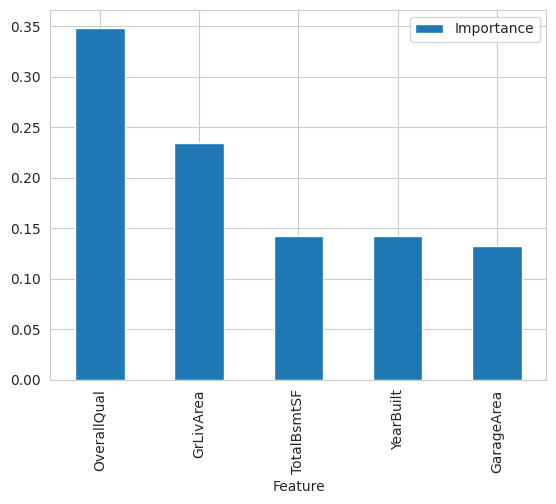 Importance
0.35
0.30
0.25
0.20
0.15
0.10
0.05
0.00
OverallQual
GrLivArea
TotalBsmtSF
YearBuilt
GarageArea
Feature